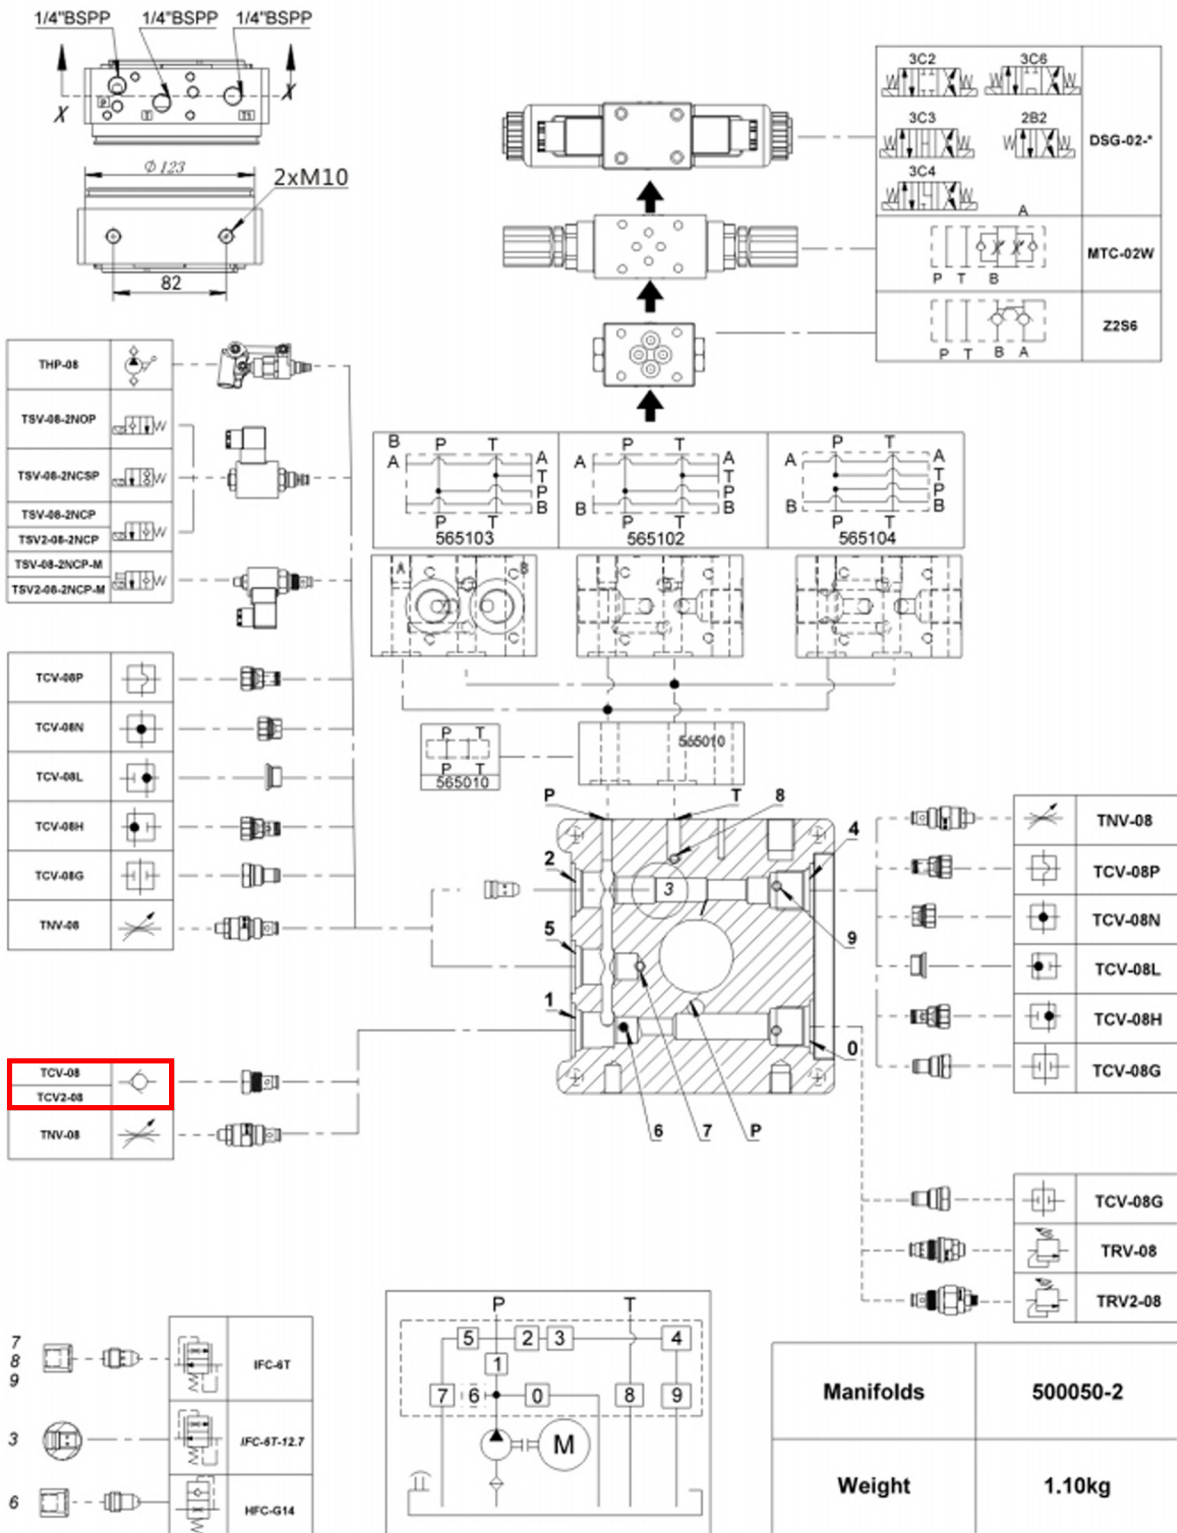 1/4"BSPP 1/4"BSPP 1/4"BSPP
X X
P T T1
Φ 123
2xM10
82
3C2 3C6
3C3 2B2
3C4
DSG-02-*
A
MTC-02W
P T B
Z2S6
P T B A
THP-08
TSV-08-2NOP
TSV-08-2NCSP
TSV-08-2NCP
TSV2-08-2NCP
TSV-08-2NCP-M
TSV2-08-2NCP-M
B P T
A A
T
P
B
P T
565103
P T
A A
T
P
B B
P T
565102
P T
A A
T
P
B B
P T
565104
A B
TCV-08P
TCV-08N
TCV-08L
TCV-08H
TCV-08G
TNV-08
P T
P T
565010
565010
P T 8
2 4
3
5 9
1
P
0
6 7 P
TNV-08
TCV-08P
TCV-08N
TCV-08L
TCV-08H
TCV-08G
TCV-08
TCV2-08
TNV-08
TCV-08G
TRV-08
TRV2-08
7
8
9
IFC-6T
3
IFC-6T-12.7
6
HFC-G14
P T
5 2 3 4
1
7 6 0 8 9
M
Manifolds 500050-2
Weight 1.10kg